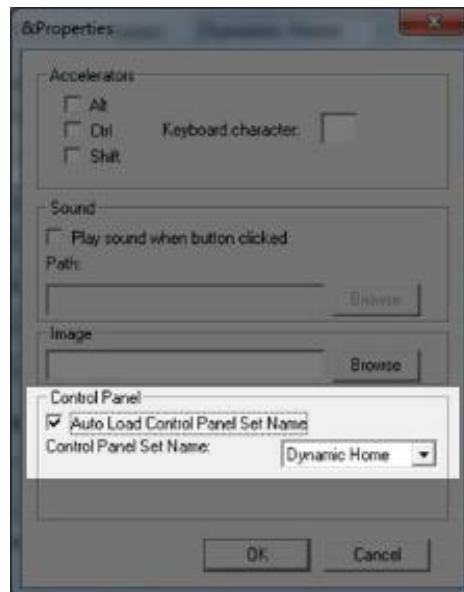 &Properties
Accelerators
Alt
Ctrl
Keyboard character:
Shift
Sound
Play sound when button clicked
Path:
Browse
Image
Browse
Control Panel
Auto Load Control Panel Set Name
Control Panel Set Name:
Dynamic Home
OK
Cancel